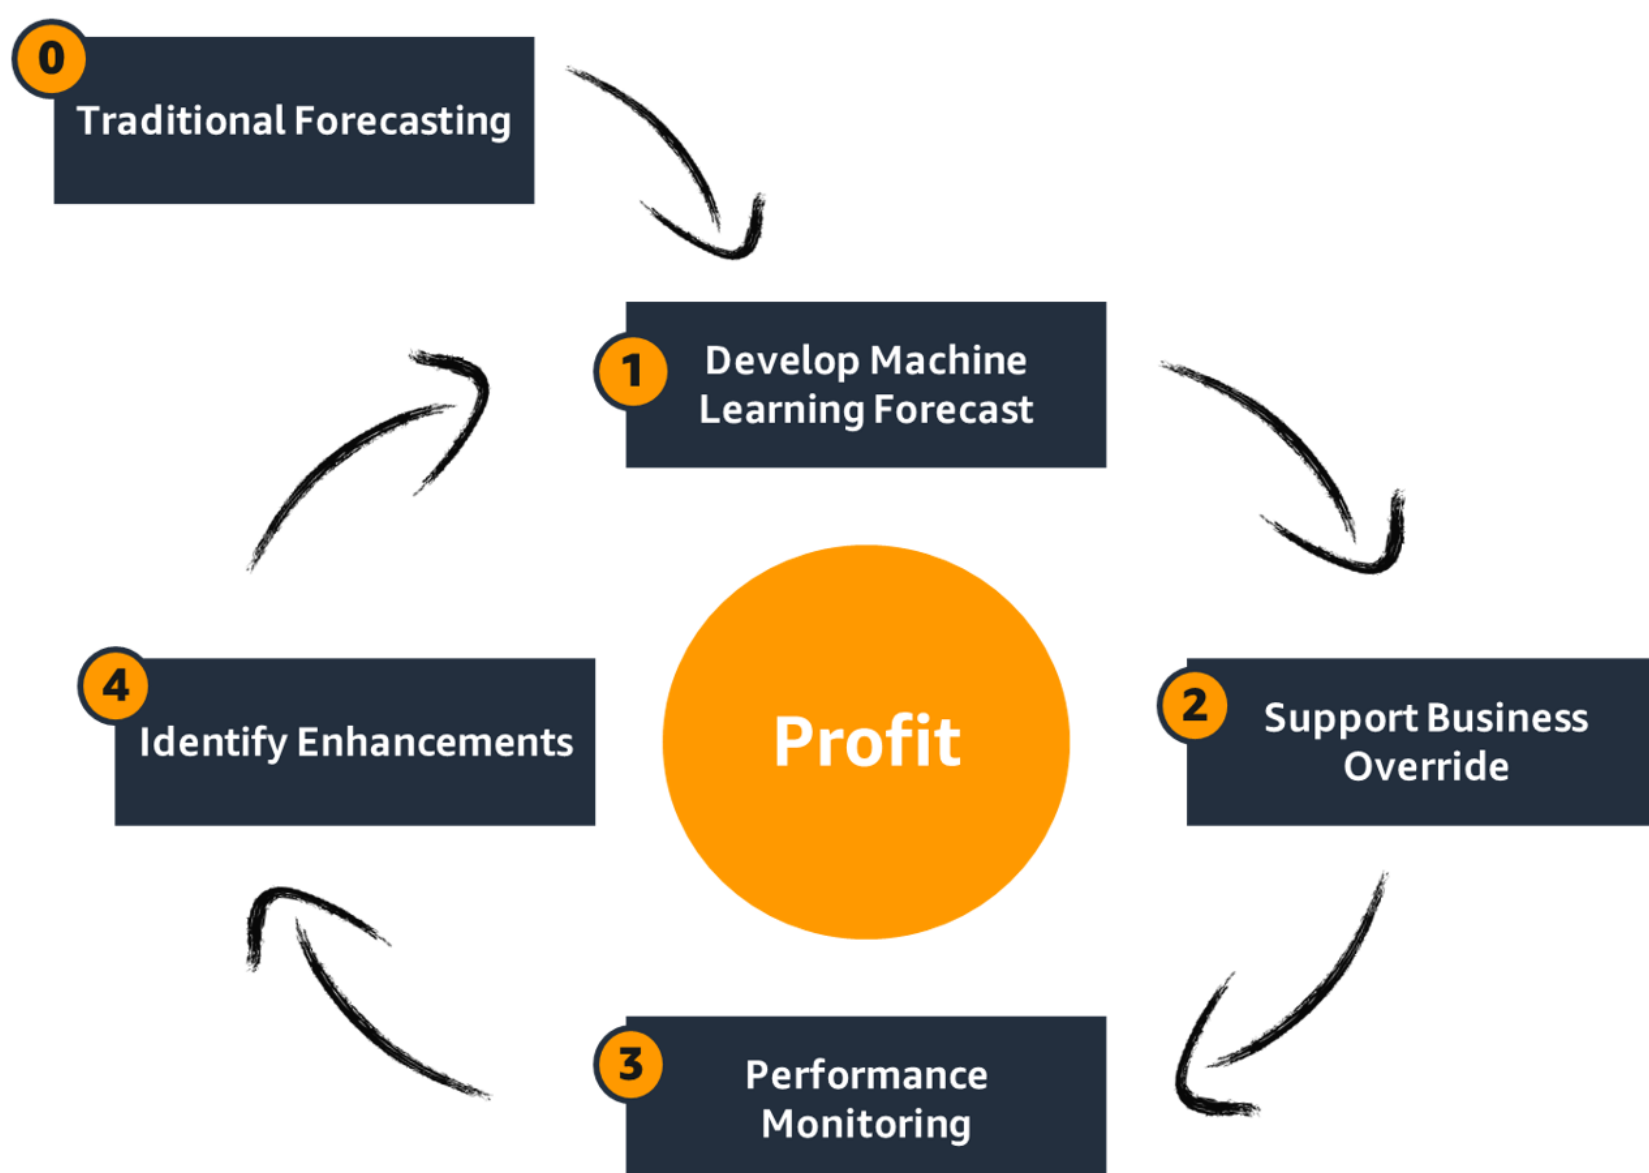 0
Traditional Forecasting
1
Develop Machine
Learning Forecast
4
Identify Enhancements
Profit
2
Support Business
Override
3
Performance
Monitoring